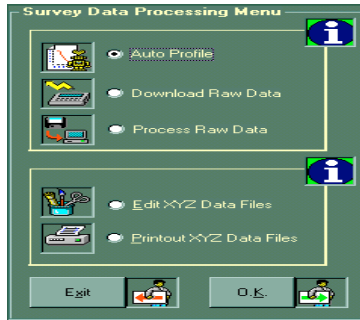 Survey Data Processing Menu
Auto Profile
Download Raw Data
Process Raw Data
Edit XYZ Data Files
Printout XYZ Data Files
Exit
O.K.